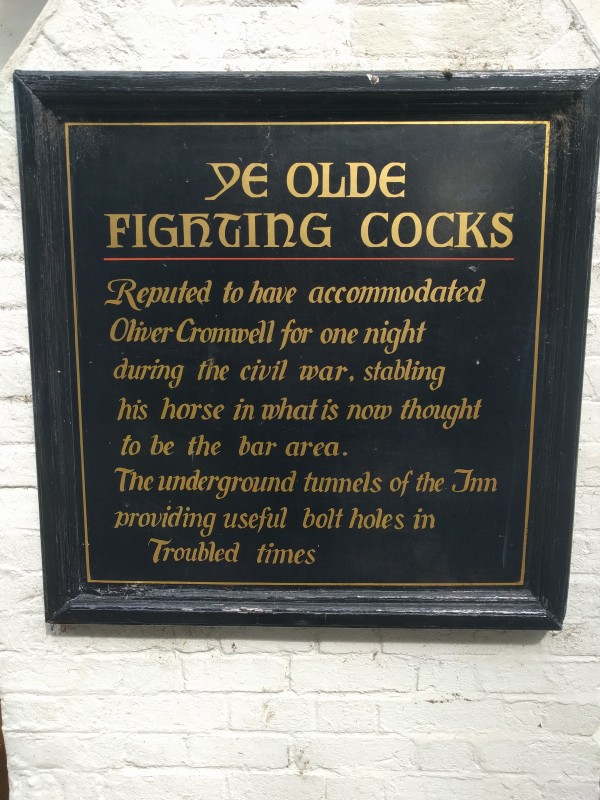 YE OLDE
FIGHTING COCKS
Reputed to have accommodated
Oliver Cromwell for one night
during the civil war, stabling
his horse in what is now thought
to be the bar area.
The underground tunnels of the Inn
providing useful bolt holes in
Troubled times